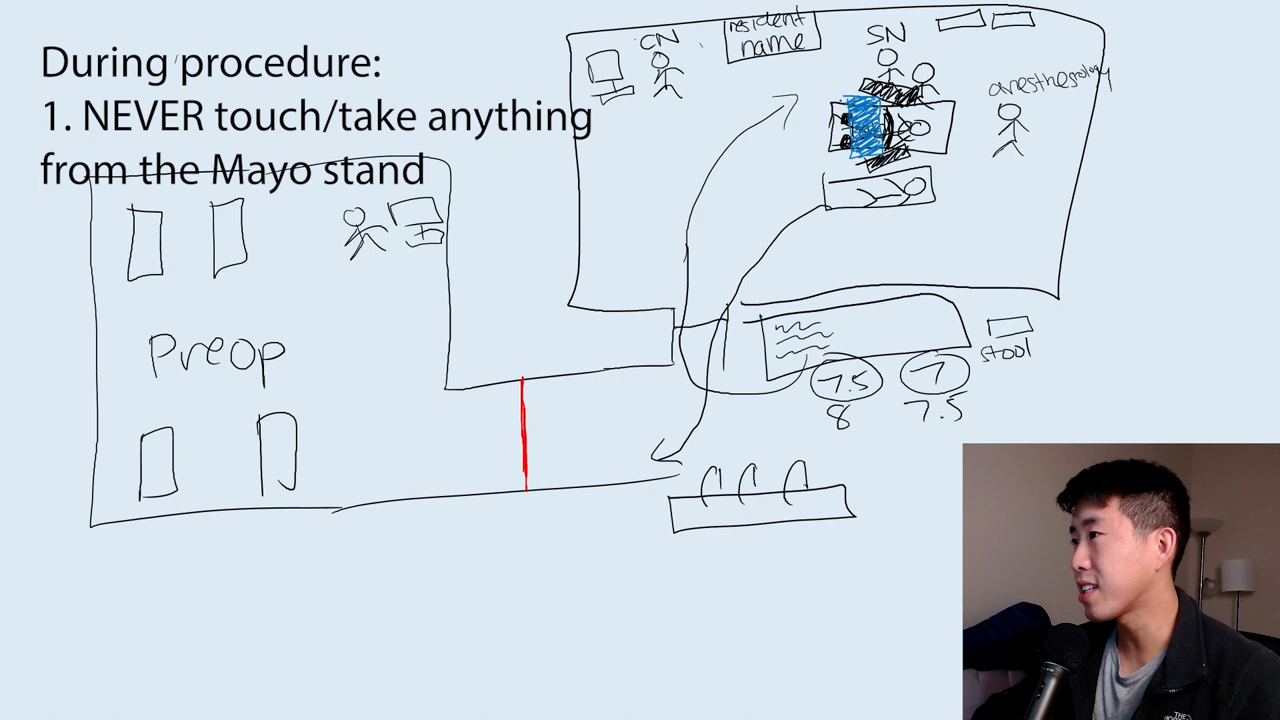 During procedure:
1. NEVER touch/take anything
from the Mayo stand
CN
resident
name
SN
anesthesiology
Preop
stool
7.5
8
7
7.5
THE